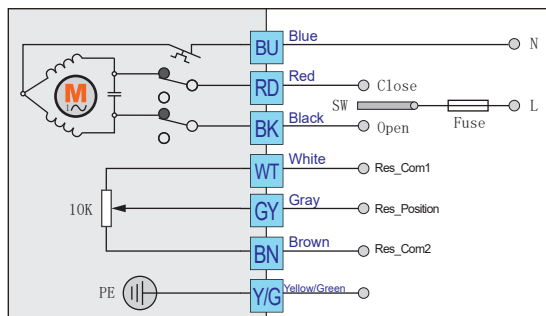 BU Blue N
RD Red Close
SW L
M
1
BK Black Open Fuse
WT White Res_Com1
10K GY Gray Res_Position
BN Brown Res_Com2
PE Y/G Yellow/Green